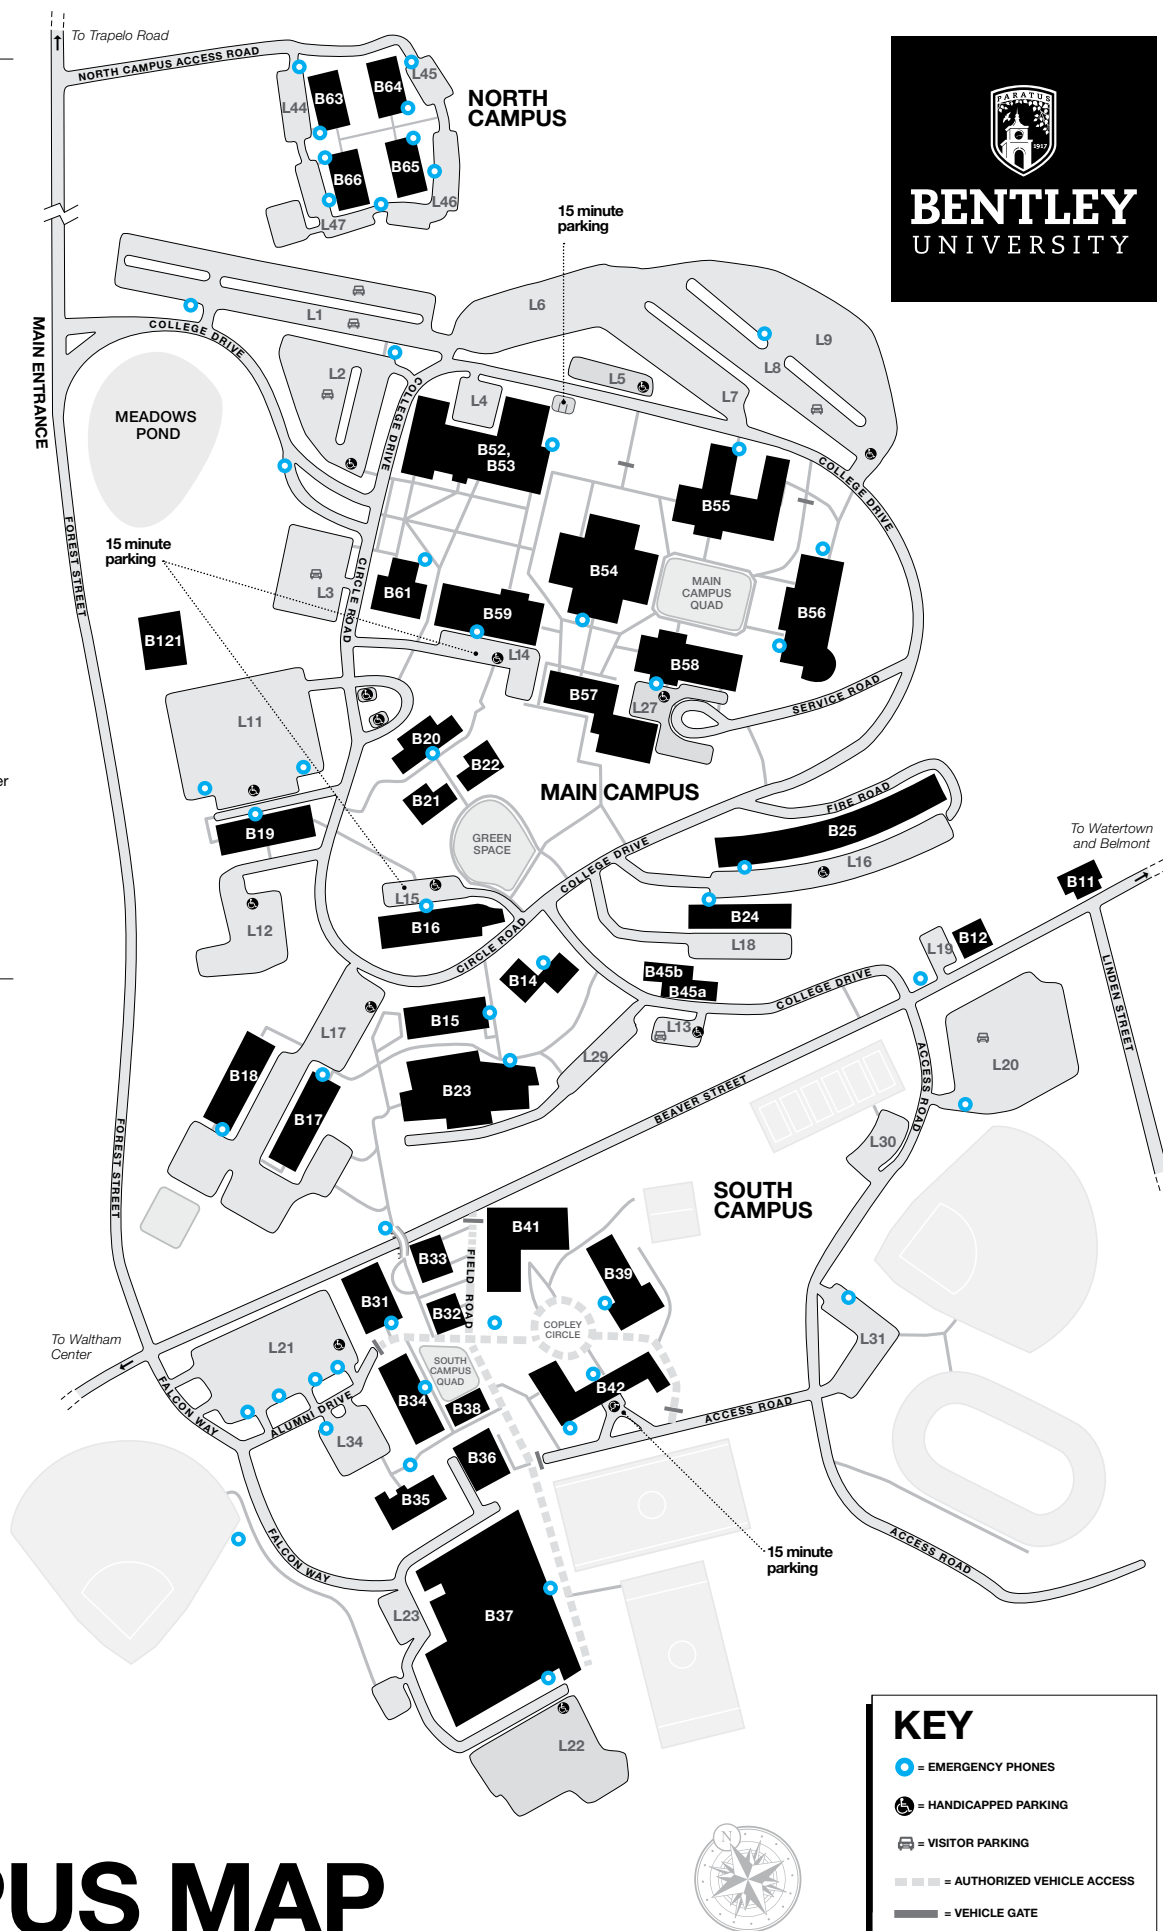 To Trapelo Road
NORTH CAMPUS ACCESS ROAD
L44
B63
B64
L45
NORTH
CAMPUS
B66
B65
L46
L47
PARATUS
1917
BENTLEY
UNIVERSITY
15 minute
parking
MAIN ENTRANCE
COLLEGE DRIVE
L1
L6
L9
L2
L5
L8
L7
COLLEGE DRIVE
L4
MEADOWS
POND
B52,
B53
B55
COLLEGE DRIVE
FOREST STREET
15 minute
parking
CIRCLE ROAD
L3
B61
B59
B54
MAIN
CAMPUS
QUAD
B56
B121
L14
B58
B57
L27
SERVICE ROAD
L11
B20
B22
B21
er
MAIN CAMPUS
FIRE ROAD
B25
B19
GREEN
SPACE
COLLEGE DRIVE
L16
To Watertown
and Belmont
B11
L15
B16
B24
L18
L12
CIRCLE ROAD
L19
B12
B14
B45b
B45a
COLLEGE DRIVE
LINDEN STREET
L17
B15
L13
L29
B18
B23
B17
BEAVER STREET
ACCESS ROAD
L20
L30
FOREST STREET
SOUTH
CAMPUS
B41
B33
FIELD ROAD
B39
B31
B32
COPLEY
CIRCLE
To Waltham
Center
L21
L31
SOUTH
CAMPUS
QUAD
B34
B38
B42
FALCON WAY
ALUMNI DRIVE
ACCESS ROAD
L34
B36
B35
FALCON WAY
15 minute
parking
ACCESS ROAD
B37
L23
L22
KEY
= EMERGENCY PHONES
= HANDICAPPED PARKING
= VISITOR PARKING
= AUTHORIZED VEHICLE ACCESS
= VEHICLE GATE
N
PUS MAP